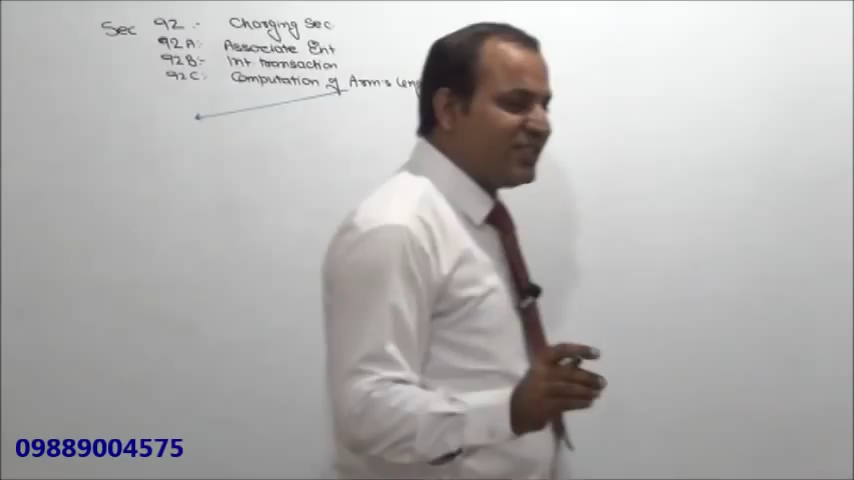 Sec 92 :- Charging Sec.
92A:- Associate Ent
92B:- Int transaction
92C:- Computation of Arm's
09889004575